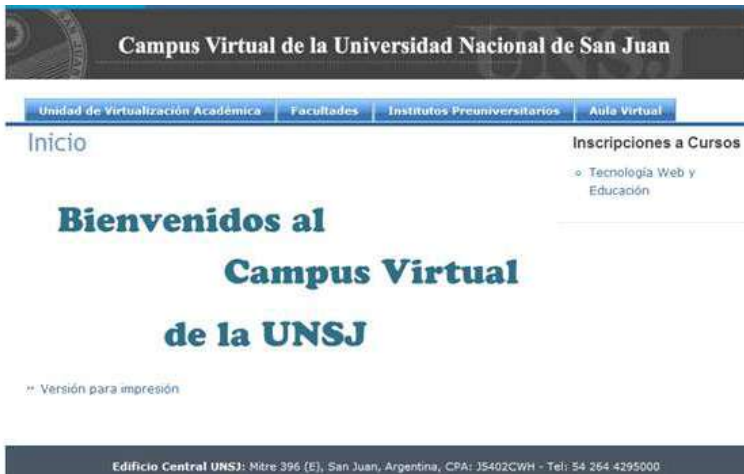 Campus Virtual de la Universidad Nacional de San Juan
UNSJ
Unidad de Virtualización Académica Facultades Institutos Preuniversitarios Aula Virtual
Inicio
Inscripciones a Cursos
Tecnología Web y
Educación
Bienvenidos al
Campus Virtual
de la UNSJ
Versión para impresión
Edificio Central UNSJ: Mitre 396 (E), San Juan, Argentina, CPA: J5402CWH - Tel: 54 264 4295000